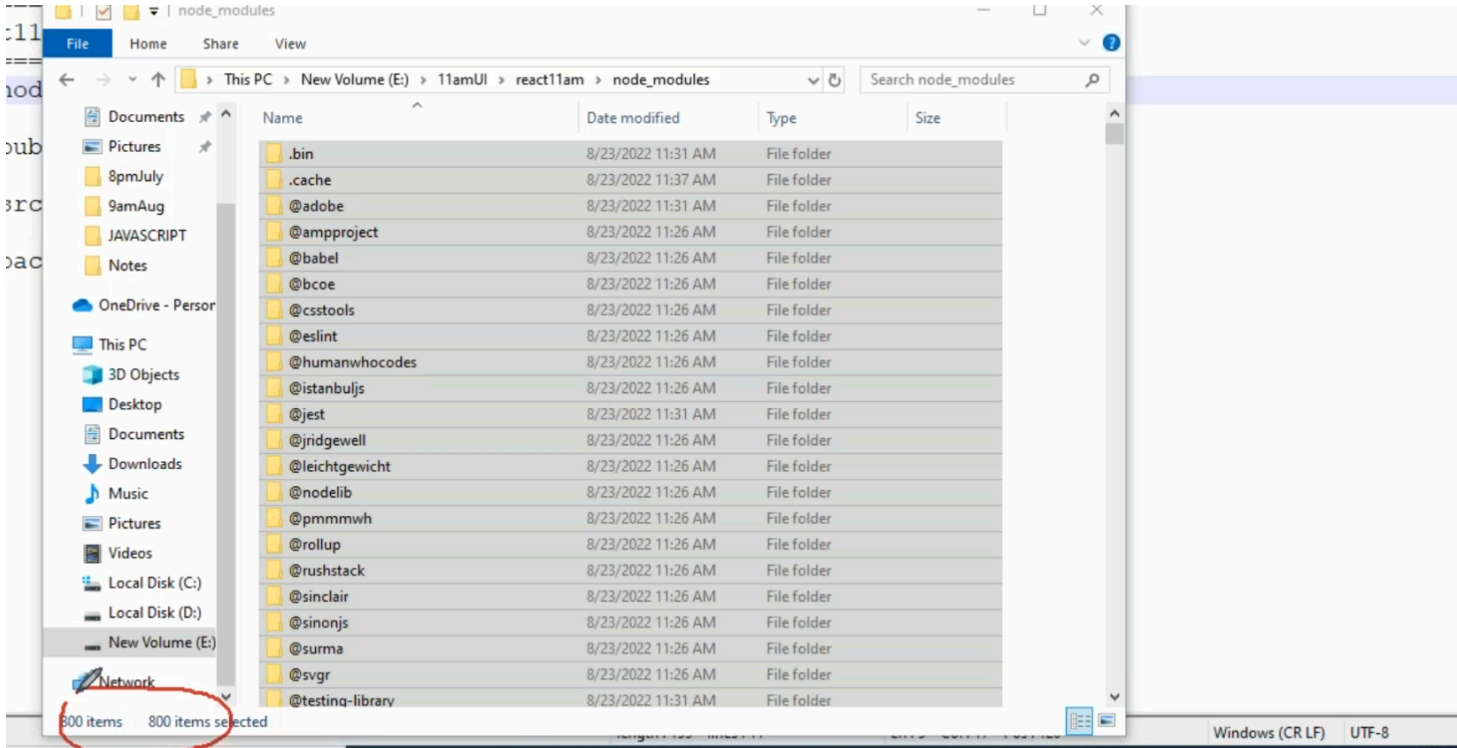 node_modules
File Home Share View
This PC > New Volume (E:) > 11amUI > react11am > node_modules
Search node_modules
Name Date modified Type Size
Documents
Pictures
8pmJuly
9amAug
JAVASCRIPT
Notes
OneDrive - Person
This PC
3D Objects
Desktop
Documents
Downloads
Music
Pictures
Videos
Local Disk (C:)
Local Disk (D:)
New Volume (E:)
Network
.bin 8/23/2022 11:31 AM File folder
.cache 8/23/2022 11:37 AM File folder
@adobe 8/23/2022 11:31 AM File folder
@ampproject 8/23/2022 11:26 AM File folder
@babel 8/23/2022 11:26 AM File folder
@bcoe 8/23/2022 11:26 AM File folder
@csstools 8/23/2022 11:26 AM File folder
@eslint 8/23/2022 11:26 AM File folder
@humanwhocodes 8/23/2022 11:26 AM File folder
@istanbuljs 8/23/2022 11:26 AM File folder
@jest 8/23/2022 11:31 AM File folder
@jridgewell 8/23/2022 11:26 AM File folder
@leichtgewicht 8/23/2022 11:26 AM File folder
@nodelib 8/23/2022 11:26 AM File folder
@pmmmwh 8/23/2022 11:26 AM File folder
@rollup 8/23/2022 11:26 AM File folder
@rushstack 8/23/2022 11:26 AM File folder
@sinclair 8/23/2022 11:26 AM File folder
@sinonjs 8/23/2022 11:26 AM File folder
@surma 8/23/2022 11:26 AM File folder
@svgr 8/23/2022 11:26 AM File folder
@testing-library 8/23/2022 11:31 AM File folder
800 items 800 items selected
Windows (CR LF) UTF-8